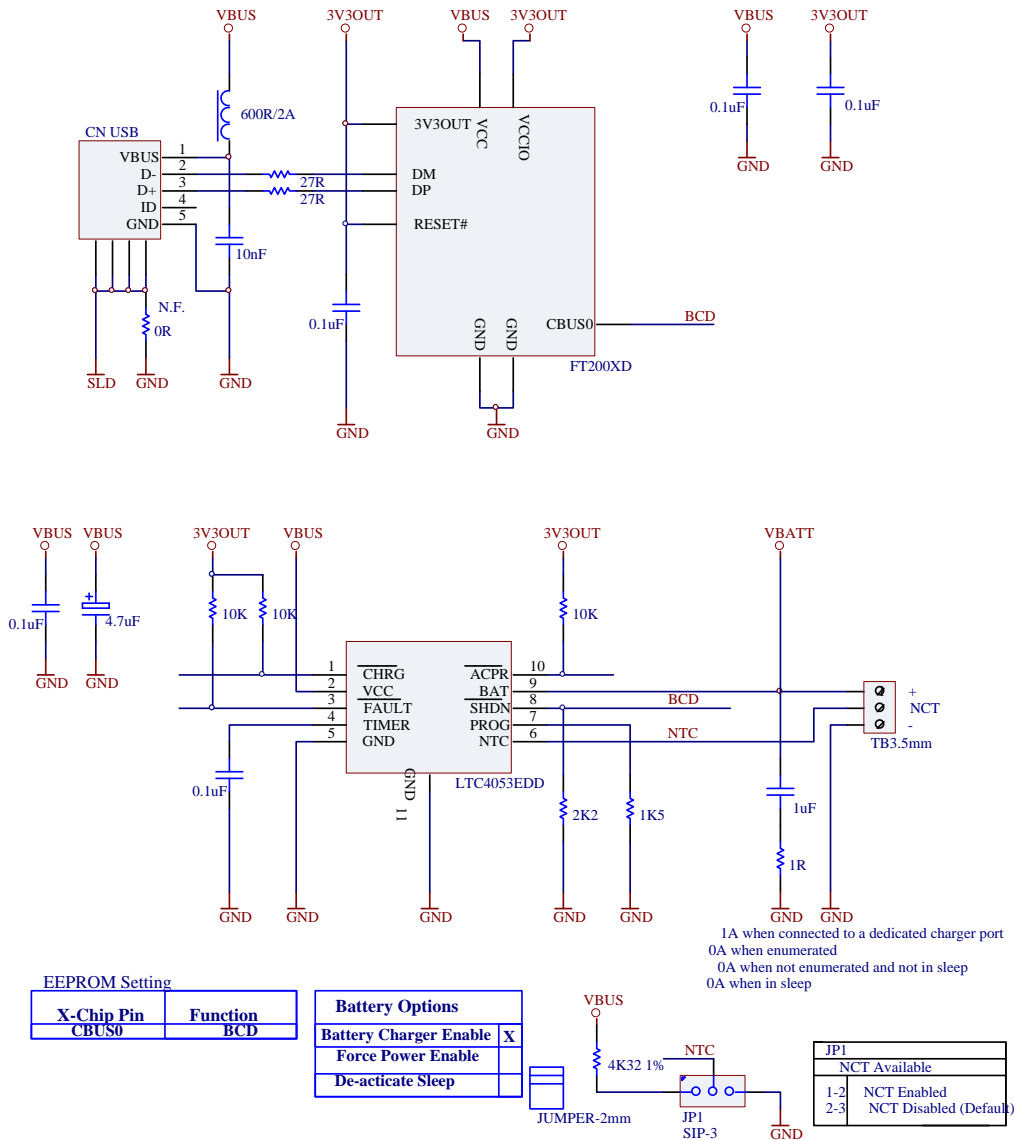 VBUS 3V3OUT VBUS 3V3OUT VBUS 3V3OUT
600R/2A
0.1uF 0.1uF
CN USB
VCC VCCIO
3V3OUT
VBUS 1
D- 2
D+ 3
ID 4
GND 5
27R
27R
DM
DP
RESET#
GND GND
10nF
N.F.
0R
0.1uF
GND GND
CBUS0 BCD
FT200XD
SLD GND GND
GND GND
VBUS VBUS 3V3OUT VBUS 3V3OUT VBATT
0.1uF 4.7uF
10K 10K 10K
GND GND
1 CHRG ACPR 10
2 VCC BAT 9
3 FAULT SHDN 8 BCD
4 TIMER PROG 7
5 GND NTC 6 NTC
GND 11
LTC4053EDD
+
NCT
-
TB3.5mm
0.1uF
2K2 1K5
1uF
1R
GND GND GND GND GND GND GND
1A when connected to a dedicated charger port
0A when enumerated
0A when not enumerated and not in sleep
0A when in sleep
EEPROM Setting
X-Chip Pin Function
CBUS0 BCD
Battery Options
Battery Charger Enable X
Force Power Enable
De-acticate Sleep
JUMPER-2mm
VBUS
4K32 1%
NTC
JP1
SIP-3
GND
JP1
NCT Available
1-2 NCT Enabled
2-3 NCT Disabled (Default)